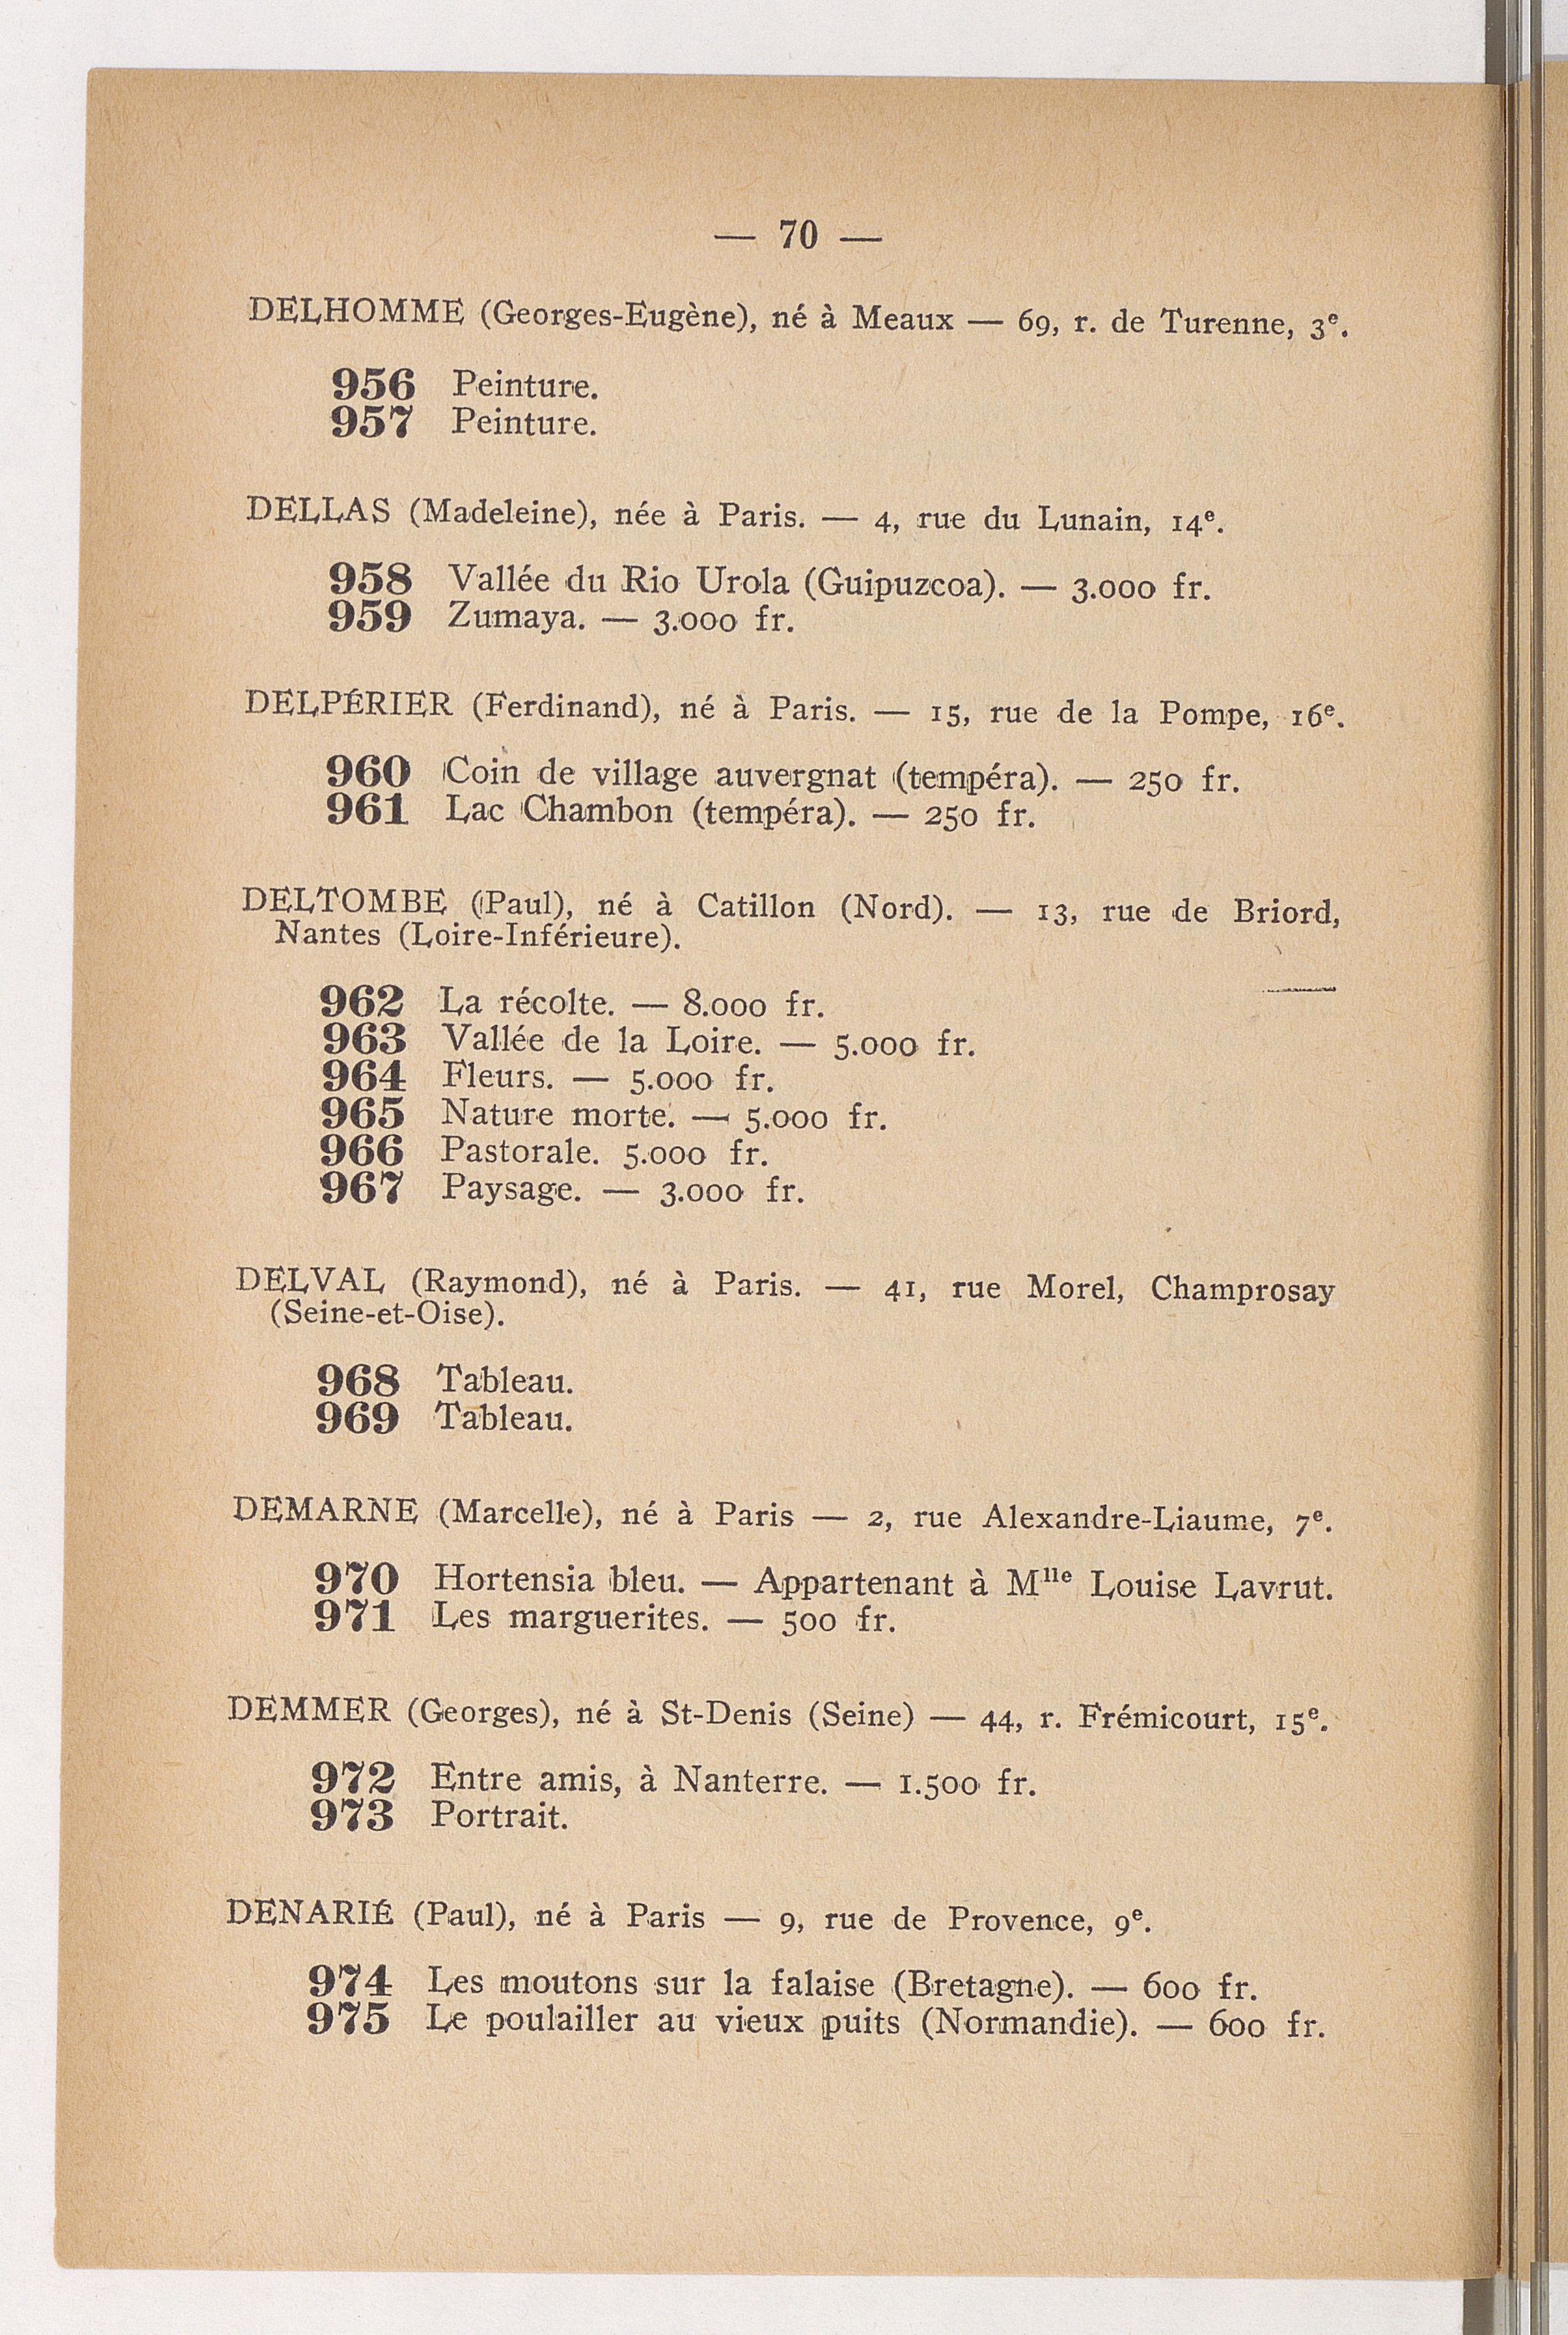 — 70 —
DELHOMME (Georges-Eugène), né à Meaux — 69, r. de Turenne, 3e.
956 Peinture.
957 Peinture.
DELLAS (Madeleine), née à Paris. — 4, rue du Lunain, 14e.
958 Vallée du Rio Urola (Guipuzcoa). — 3.000 fr.
959 Zumaya. — 3.000 fr.
DELPÉRIER (Ferdinand), né à Paris. — 15, rue de la Pompe, 16e.
960 Coin de village auvergnat (tempéra). — 250 fr.
961 Lac Chambon (tempéra). — 250 fr.
DELTOMBE (Paul), né à Catillon (Nord). — 13, rue de Briord,
Nantes (Loire-Inférieure).
962 La récolte. — 8.000 fr.
963 Vallée de la Loire. — 5.000 fr.
964 Fleurs. — 5.000 fr.
965 Nature morte. — 5.000 fr.
966 Pastorale. 5.000 fr.
967 Paysage. — 3.000 fr.
DELVAL (Raymond), né à Paris. — 41, rue Morel, Champrosay
(Seine-et-Oise).
968 Tableau.
969 Tableau.
DEMARNE (Marcelle), né à Paris — 2, rue Alexandre-Liaume, 7e.
970 Hortensia bleu. — Appartenant à Mlle Louise Lavrut.
971 Les marguerites. — 500 fr.
DEMMER (Georges), né à St-Denis (Seine) — 44, r. Frémicourt, 15e.
972 Entre amis, à Nanterre. — 1.500 fr.
973 Portrait.
DENARIÉ (Paul), né à Paris — 9, rue de Provence, 9e.
974 Les moutons sur la falaise (Bretagne). — 600 fr.
975 Le poulailler au vieux puits (Normandie). — 600 fr.